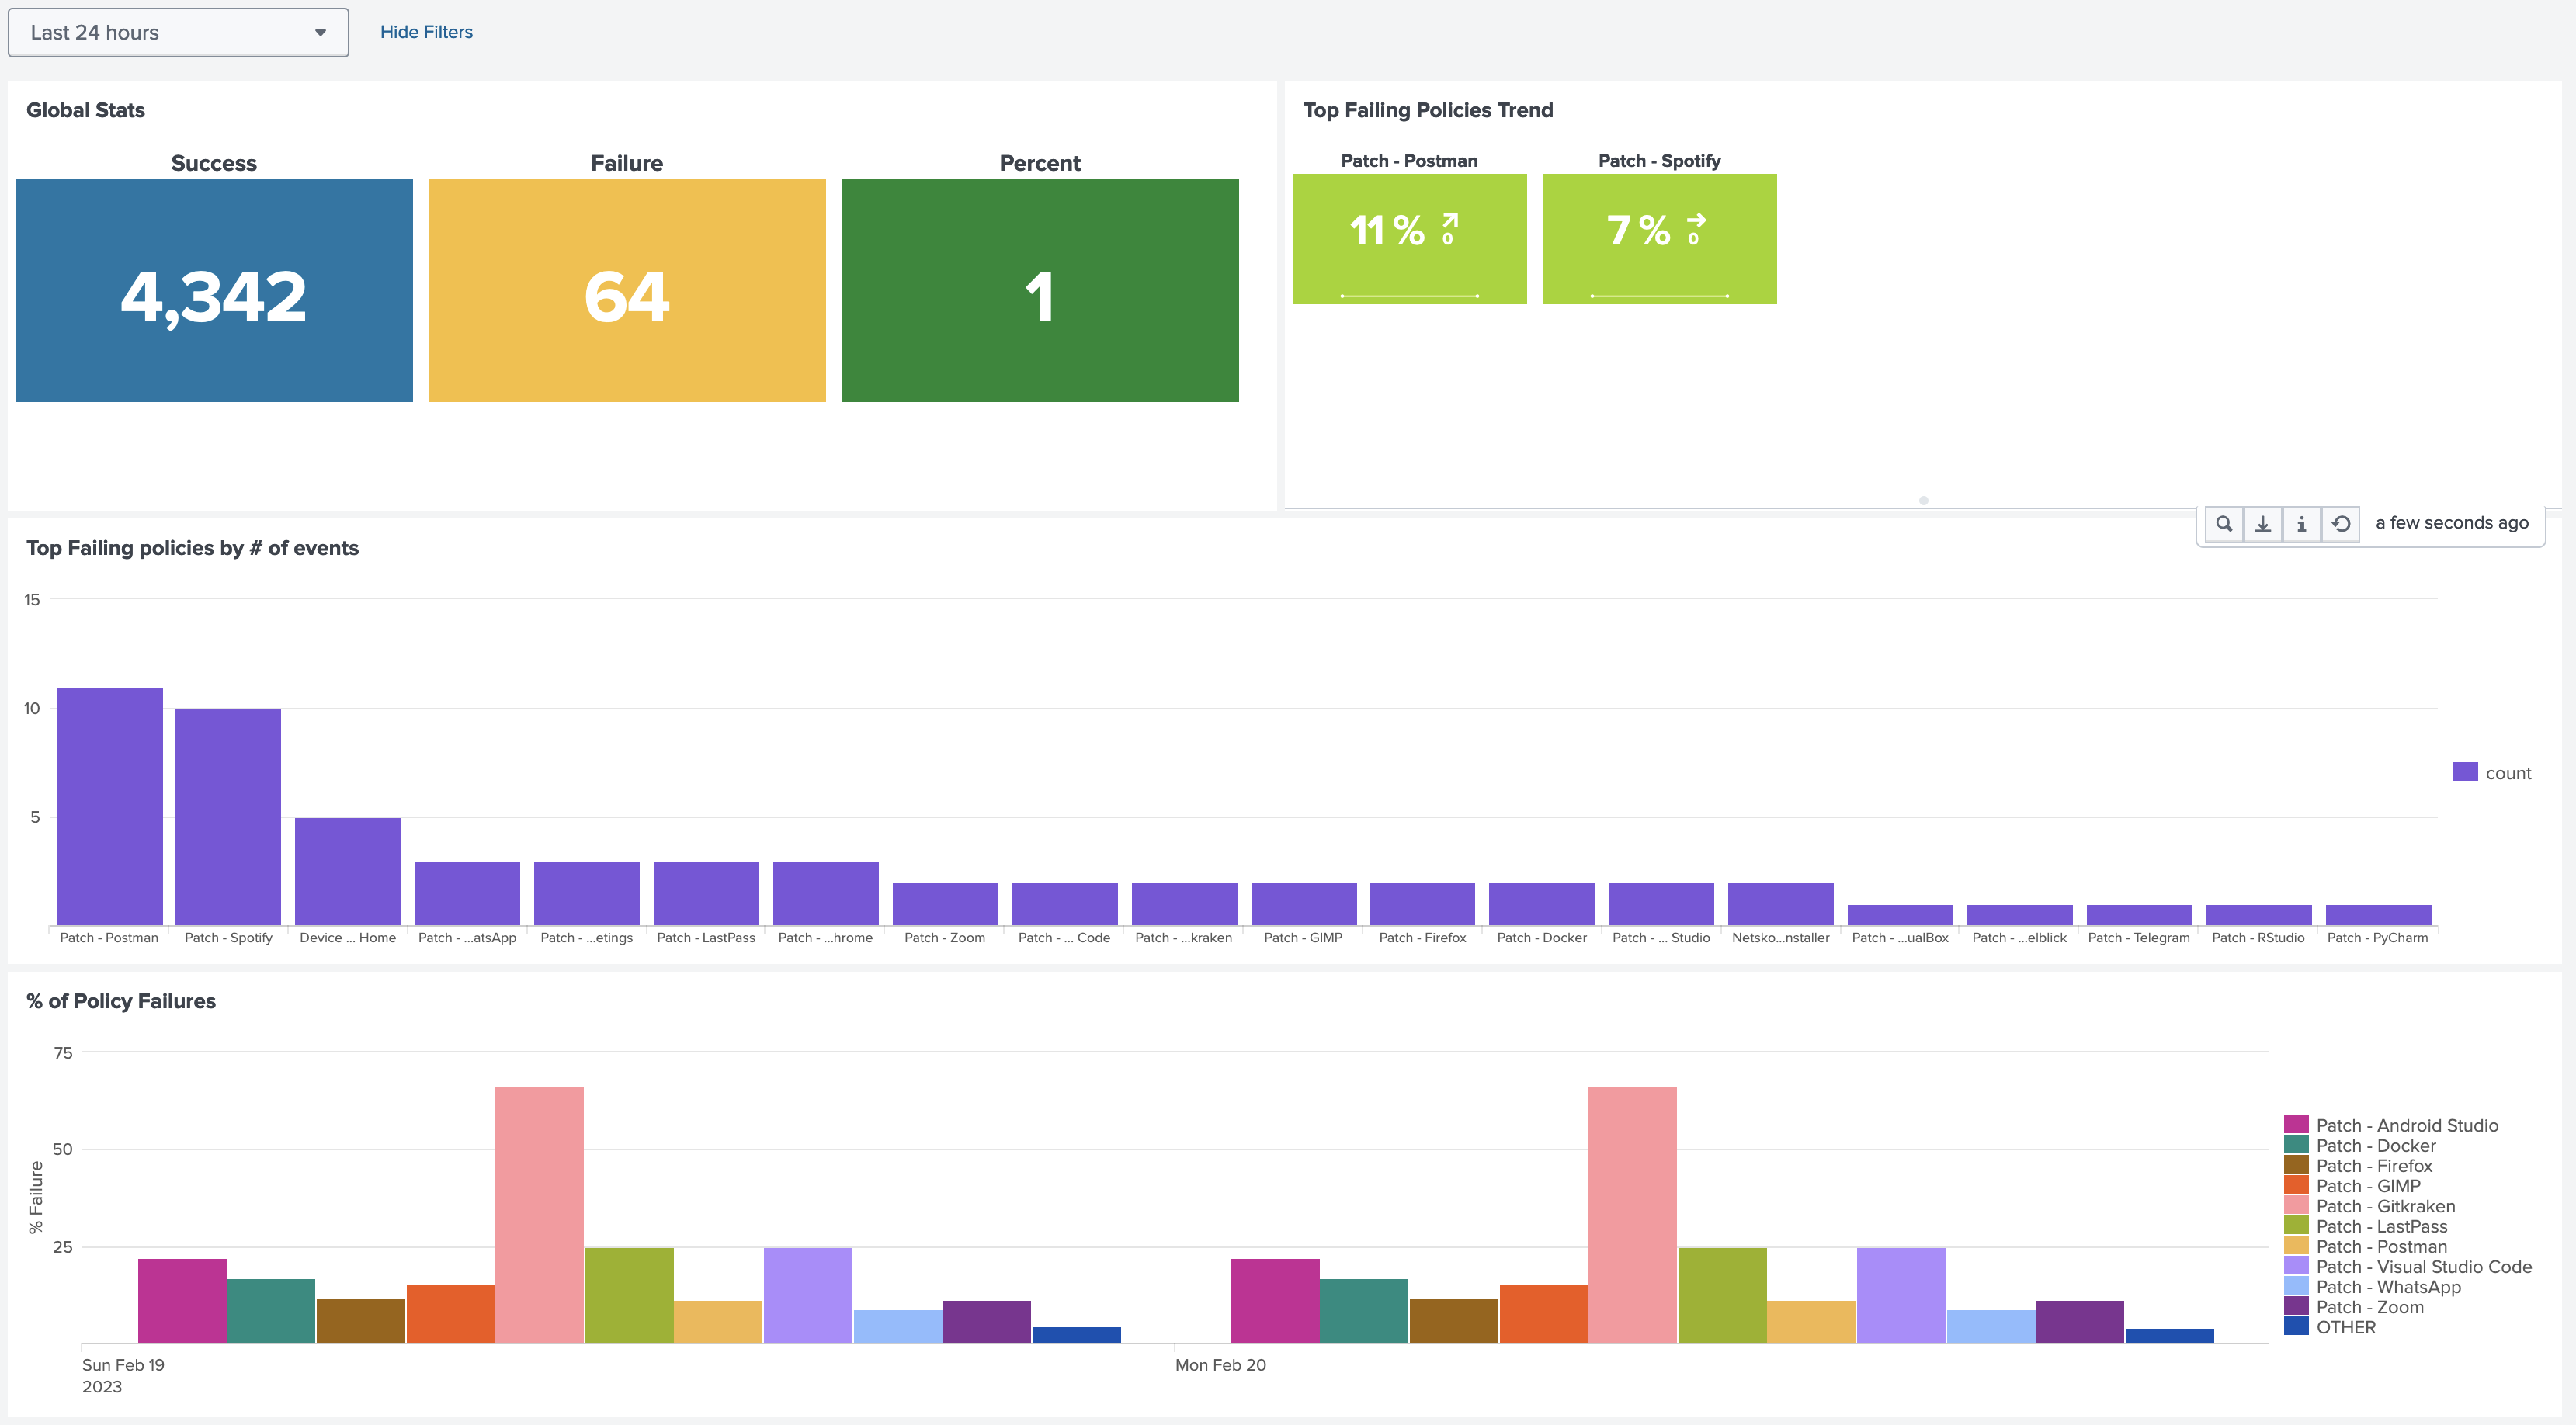 Last 24 hours
Hide Filters
Global Stats
Success
Failure
Percent
4,342
64
1
Top Failing Policies Trend
Patch - Postman
Patch - Spotify
11 %
0
7 %
0
a few seconds ago
Top Failing policies by # of events
15
10
5
Patch - Postman
Patch - Spotify
Device ... Home
Patch - ...atsApp
Patch - ...etings
Patch - LastPass
Patch - ...hrome
Patch - Zoom
Patch - ... Code
Patch - ...kraken
Patch - GIMP
Patch - Firefox
Patch - Docker
Patch - ... Studio
Netsko...nstaller
Patch - ...ualBox
Patch - ...elblick
Patch - Telegram
Patch - RStudio
Patch - PyCharm
count
% of Policy Failures
75
50
25
% Failure
Sun Feb 19
2023
Mon Feb 20
Patch - Android Studio
Patch - Docker
Patch - Firefox
Patch - GIMP
Patch - Gitkraken
Patch - LastPass
Patch - Postman
Patch - Visual Studio Code
Patch - WhatsApp
Patch - Zoom
OTHER